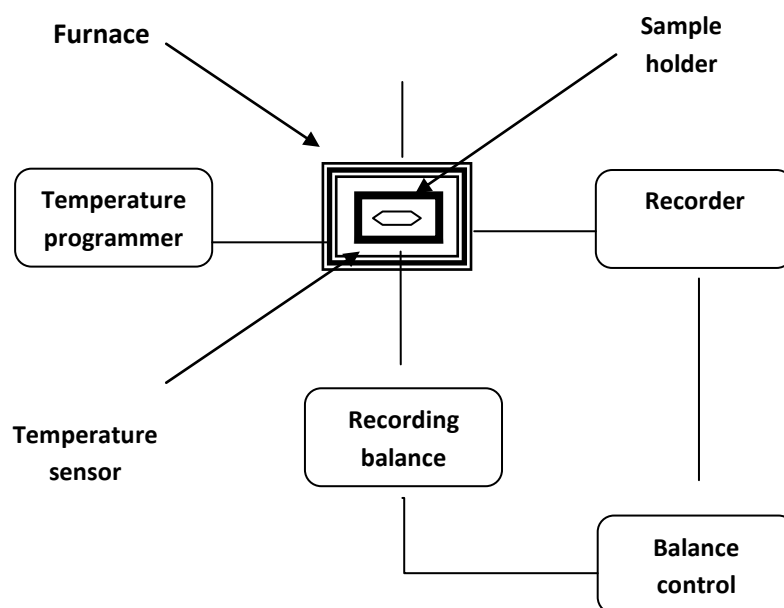 Furnace
Sample
holder
Temperature
programmer
Recorder
Temperature
sensor
Recording
balance
Balance
control